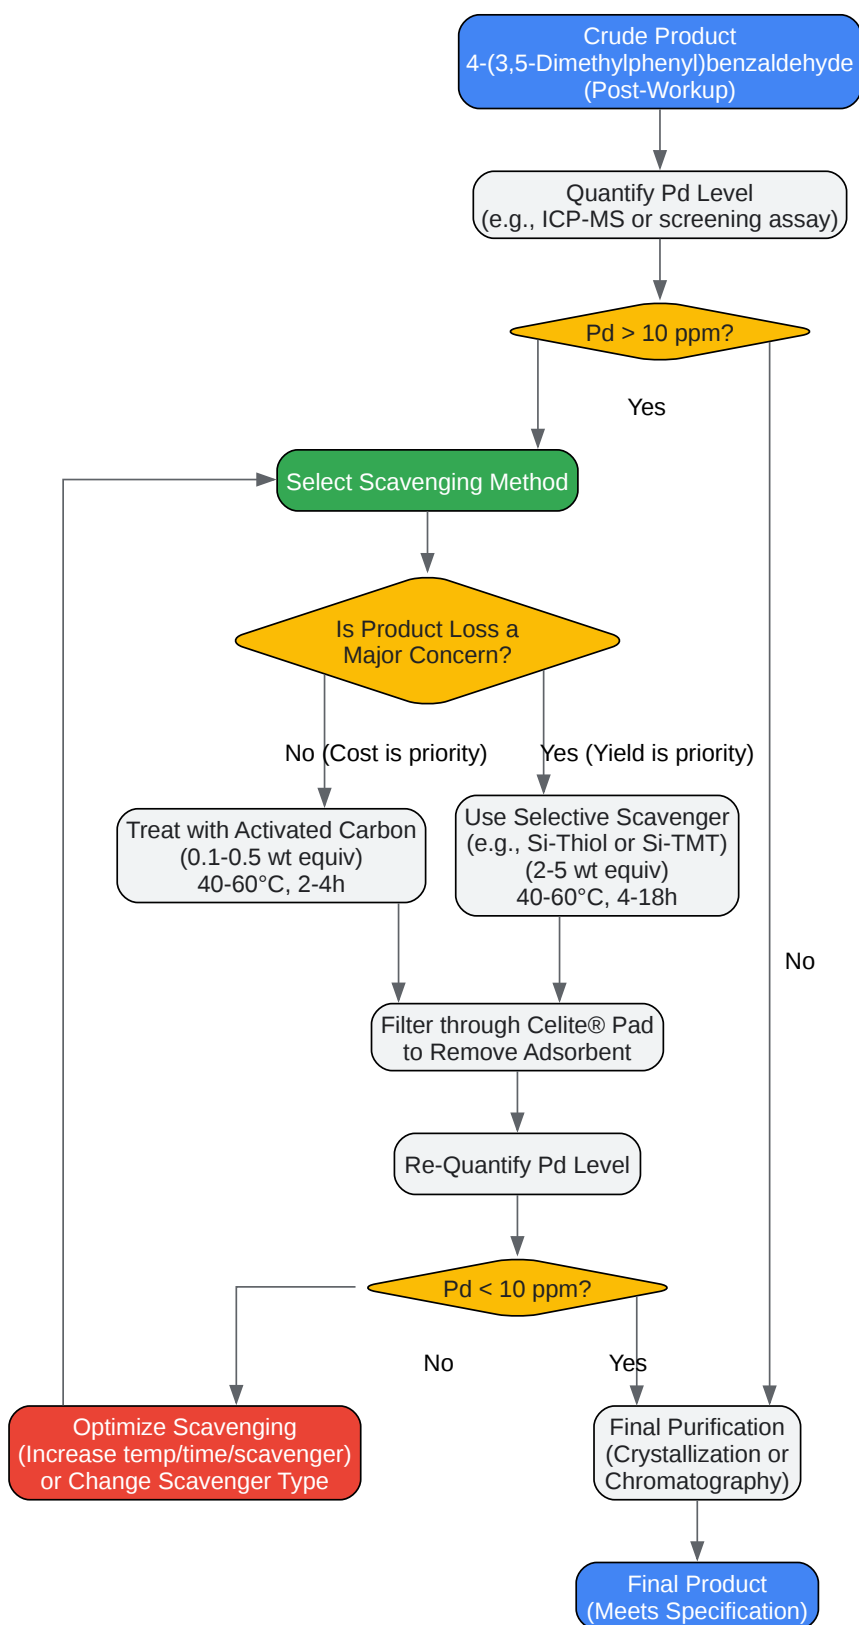 Crude Product
4-(3,5-Dimethylphenyl)benzaldehyde
(Post-Workup)
Quantify Pd Level
(e.g., ICP-MS or screening assay)
Pd > 10 ppm?
Yes
Select Scavenging Method
Is Product Loss a
Major Concern?
No (Cost is priority)
Yes (Yield is priority)
Treat with Activated Carbon
(0.1-0.5 wt equiv)
40-60°C, 2-4h
Use Selective Scavenger
(e.g., Si-Thiol or Si-TMT)
(2-5 wt equiv)
40-60°C, 4-18h
No
Filter through Celite® Pad
to Remove Adsorbent
Re-Quantify Pd Level
Pd < 10 ppm?
No
Yes
Optimize Scavenging
(Increase temp/time/scavenger)
or Change Scavenger Type
Final Purification
(Crystallization or
Chromatography)
Final Product
(Meets Specification)